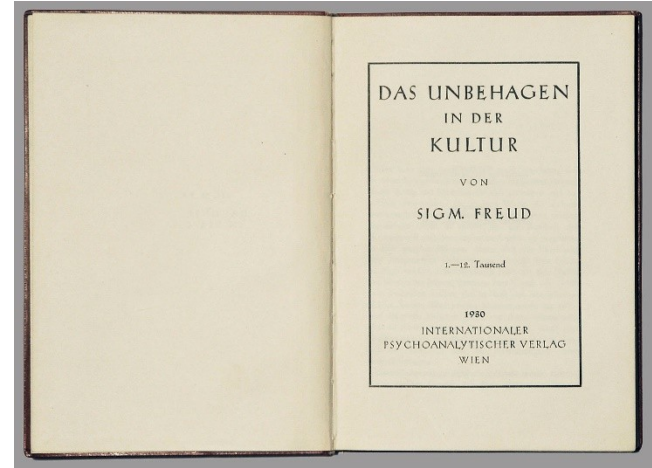 DAS UNBEHAGEN
IN DER
KULTUR
VON
SIGM. FREUD
1.—12. Tausend
1930
INTERNATIONALER
PSYCHOANALYTISCHER VERLAG
WIEN